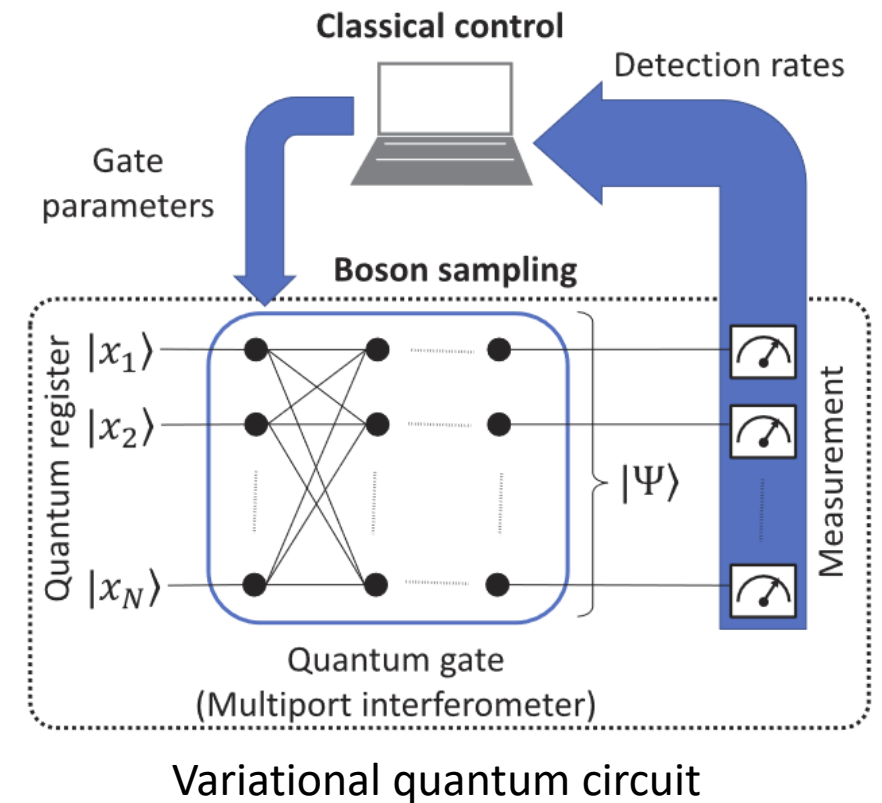 Classical control
Detection rates
Gate
parameters
Boson sampling
Quantum register
|x₁⟩
|x₂⟩
|x_N⟩
|Ψ⟩
Measurement
Quantum gate
(Multiport interferometer)
Variational quantum circuit